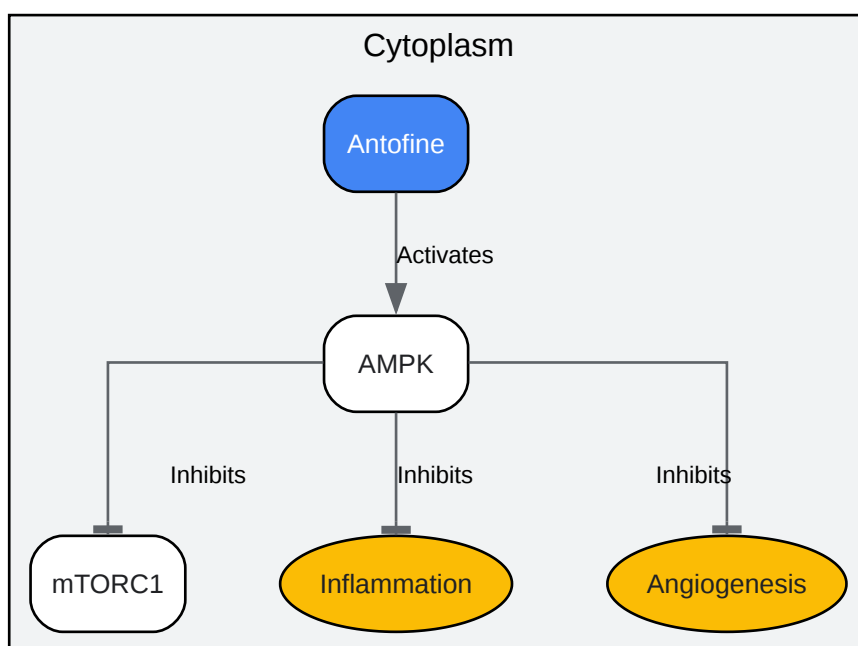 Cytoplasm
Antofine
Activates
AMPK
Inhibits
Inhibits
Inhibits
mTORC1
Inflammation
Angiogenesis